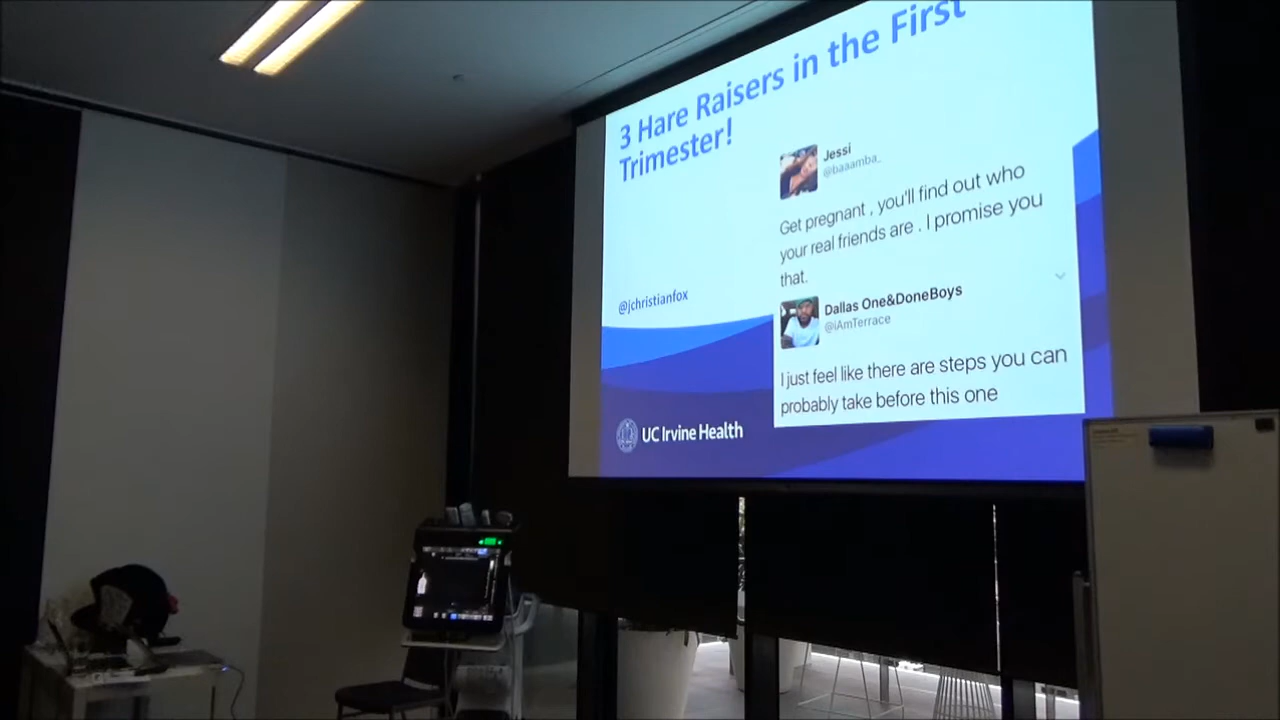 3 Hare Raisers in the First
Trimester!
Jessi
@baaamba_
Get pregnant , you'll find out who
your real friends are . I promise you
that.
@jchristianfox
Dallas One&DoneBoys
@iAmTerrace
I just feel like there are steps you can
probably take before this one
UC Irvine Health